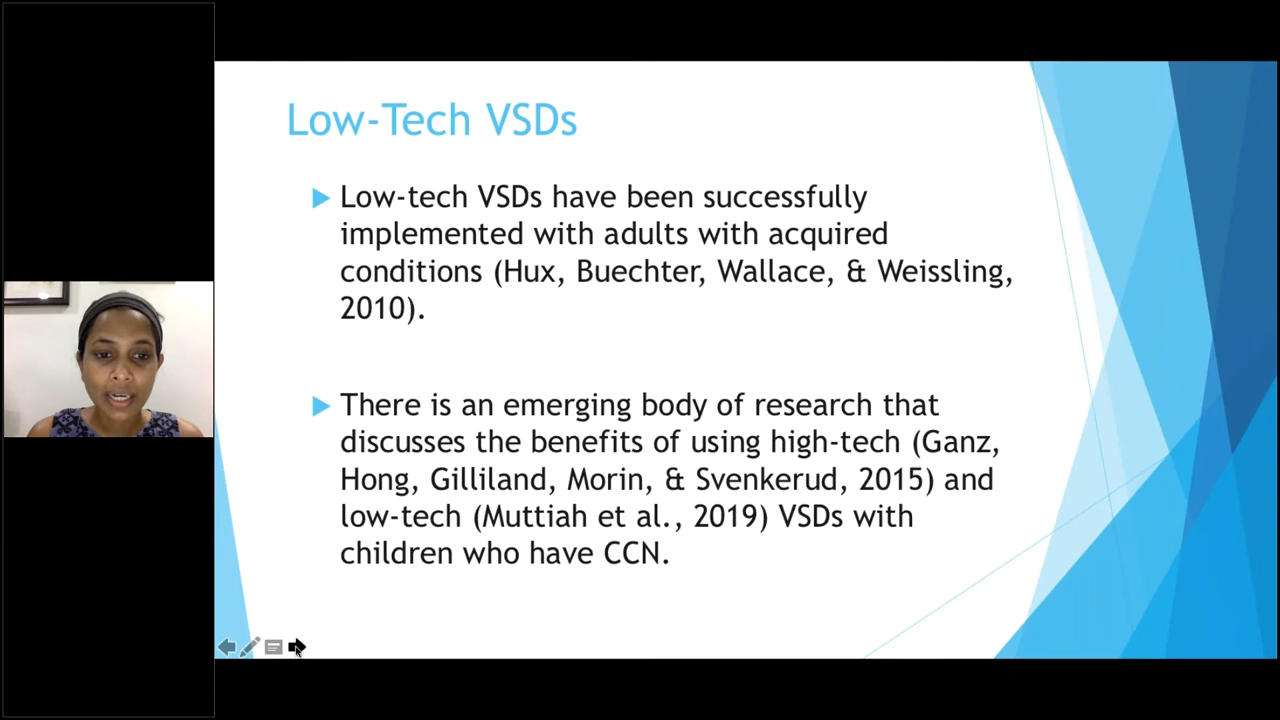 Low-Tech VSDs
Low-tech VSDs have been successfully
implemented with adults with acquired
conditions (Hux, Buechter, Wallace, & Weissling,
2010).
There is an emerging body of research that
discusses the benefits of using high-tech (Ganz,
Hong, Gilliland, Morin, & Svenkerud, 2015) and
low-tech (Muttiah et al., 2019) VSDs with
children who have CCN.